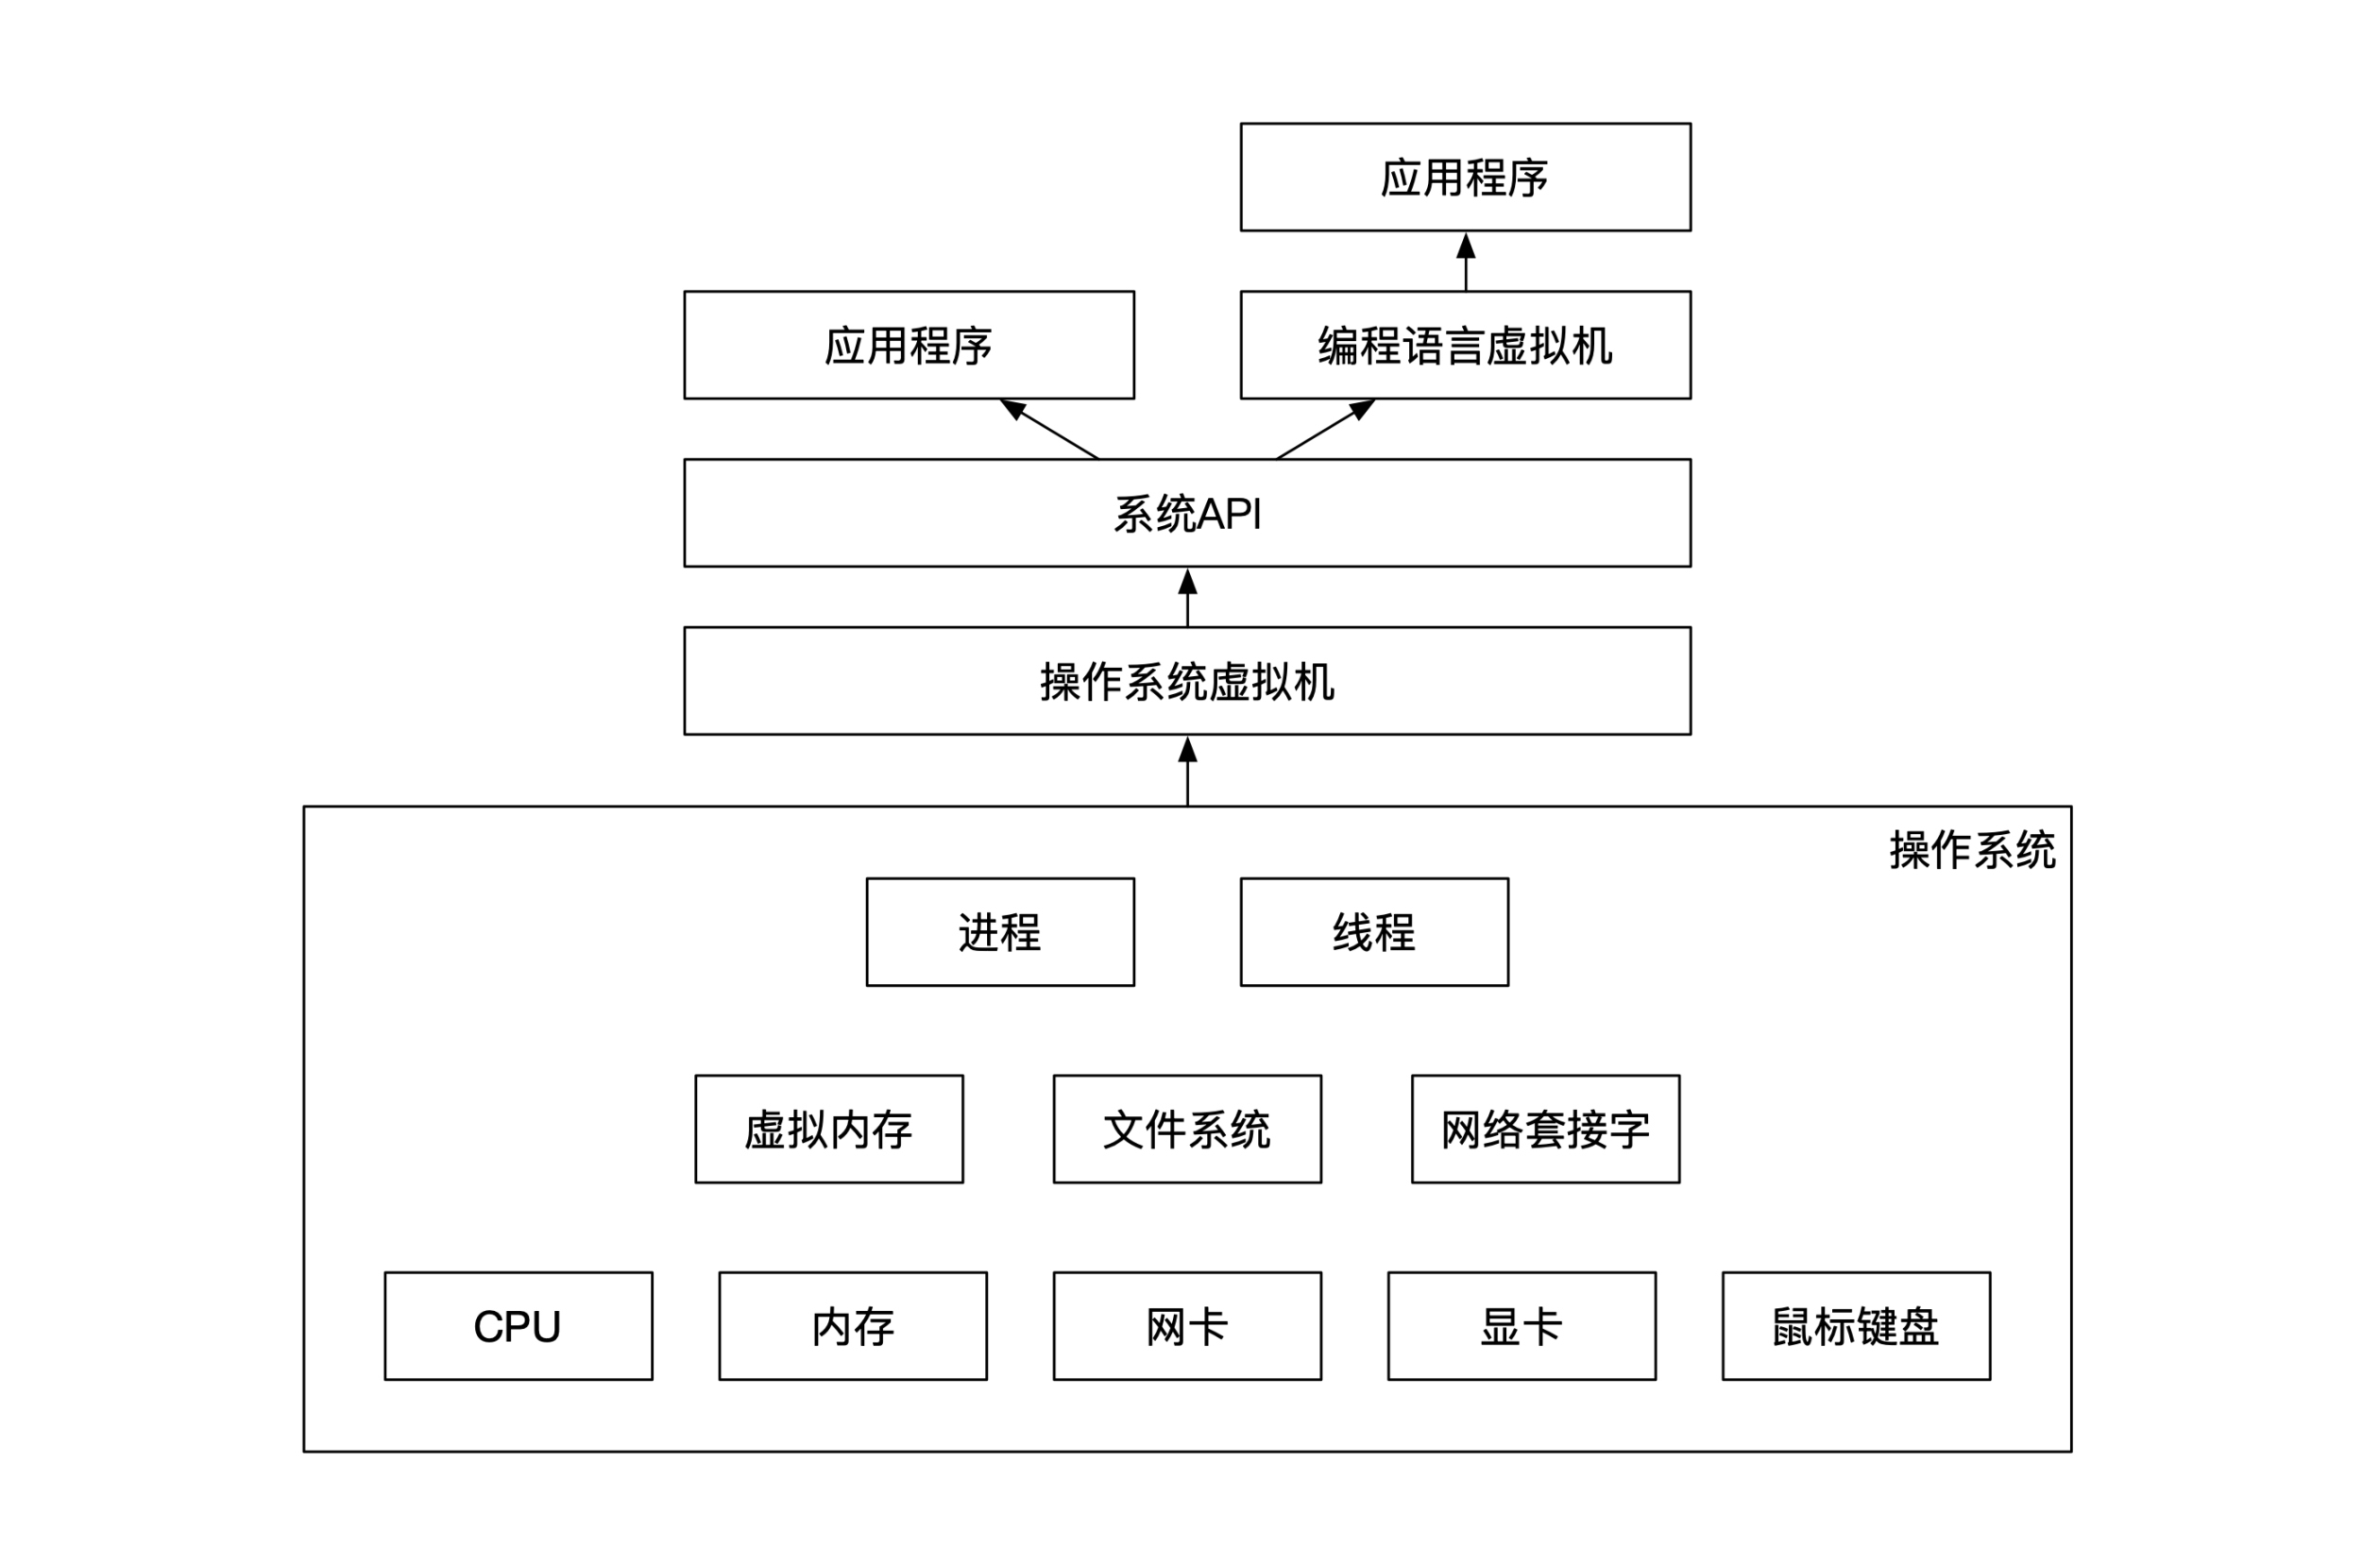 应用程序
应用程序
编程语言虚拟机
系统API
操作系统虚拟机
操作系统
进程
线程
虚拟内存
文件系统
网络套接字
CPU
内存
网卡
显卡
鼠标键盘